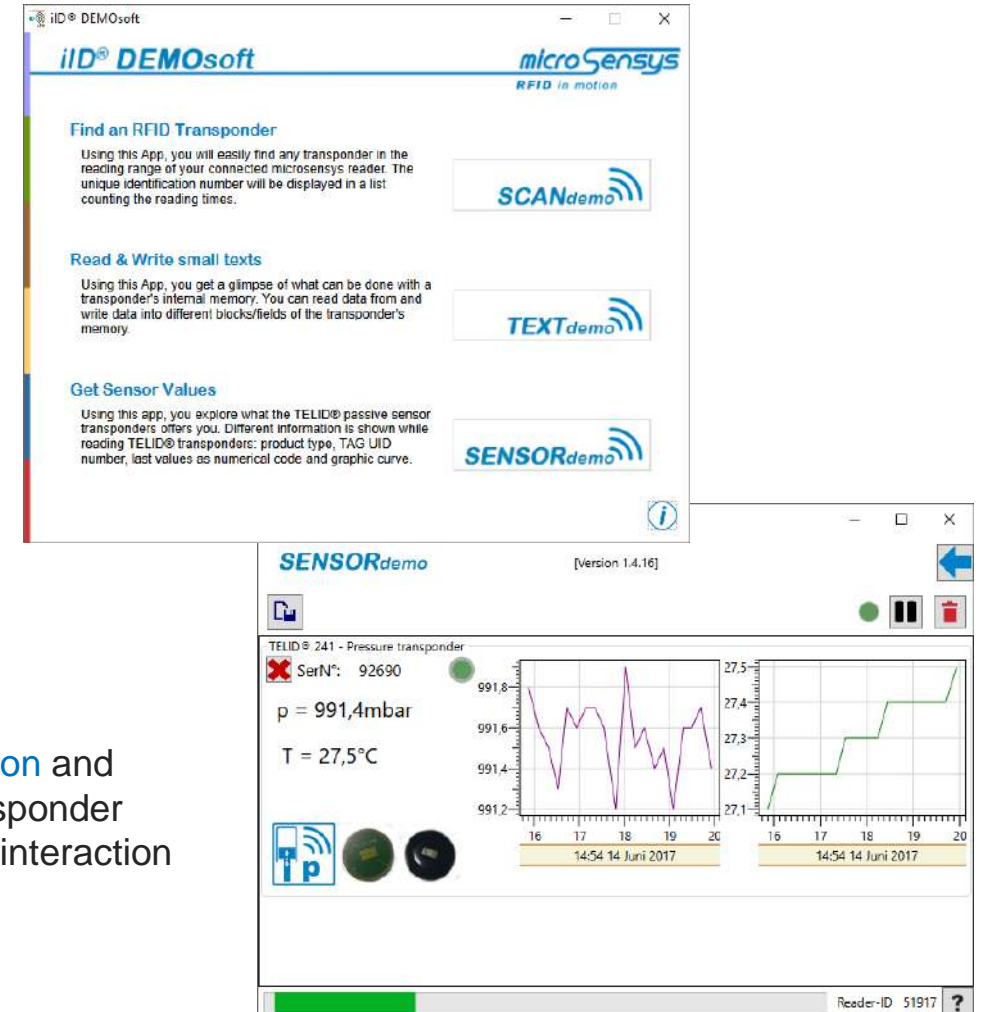 iID® DEMOsoft
iID® DEMOsoft
microSensys
RFID in motion
Find an RFID Transponder
Using this App, you will easily find any transponder in the
reading range of your connected microsensys reader. The
unique identification number will be displayed in a list
counting the reading times.
SCANdemo
Read & Write small texts
Using this App, you get a glimpse of what can be done with a
transponder's internal memory. You can read data from and
write data into different blocks/fields of the transponder's
memory.
TEXTdemo
Get Sensor Values
Using this app, you explore what the TELID® passive sensor
transponders offers you. Different information is shown while
reading TELID® transponders: product type, TAG UID
number, last values as numerical code and graphic curve.
SENSORdemo
i
SENSORdemo
[Version 1.4.16]
TELID® 241 - Pressure transponder
SerN°: 92690
p = 991,4mbar
T = 27,5°C
p
991,8
991,6
991,4
991,2
16 17 18 19 20
14:54 14 Juni 2017
27,5
27,4
27,3
27,2
27,1
16 17 18 19 20
14:54 14 Juni 2017
on and
sponder
interaction
Reader-ID 51917 ?